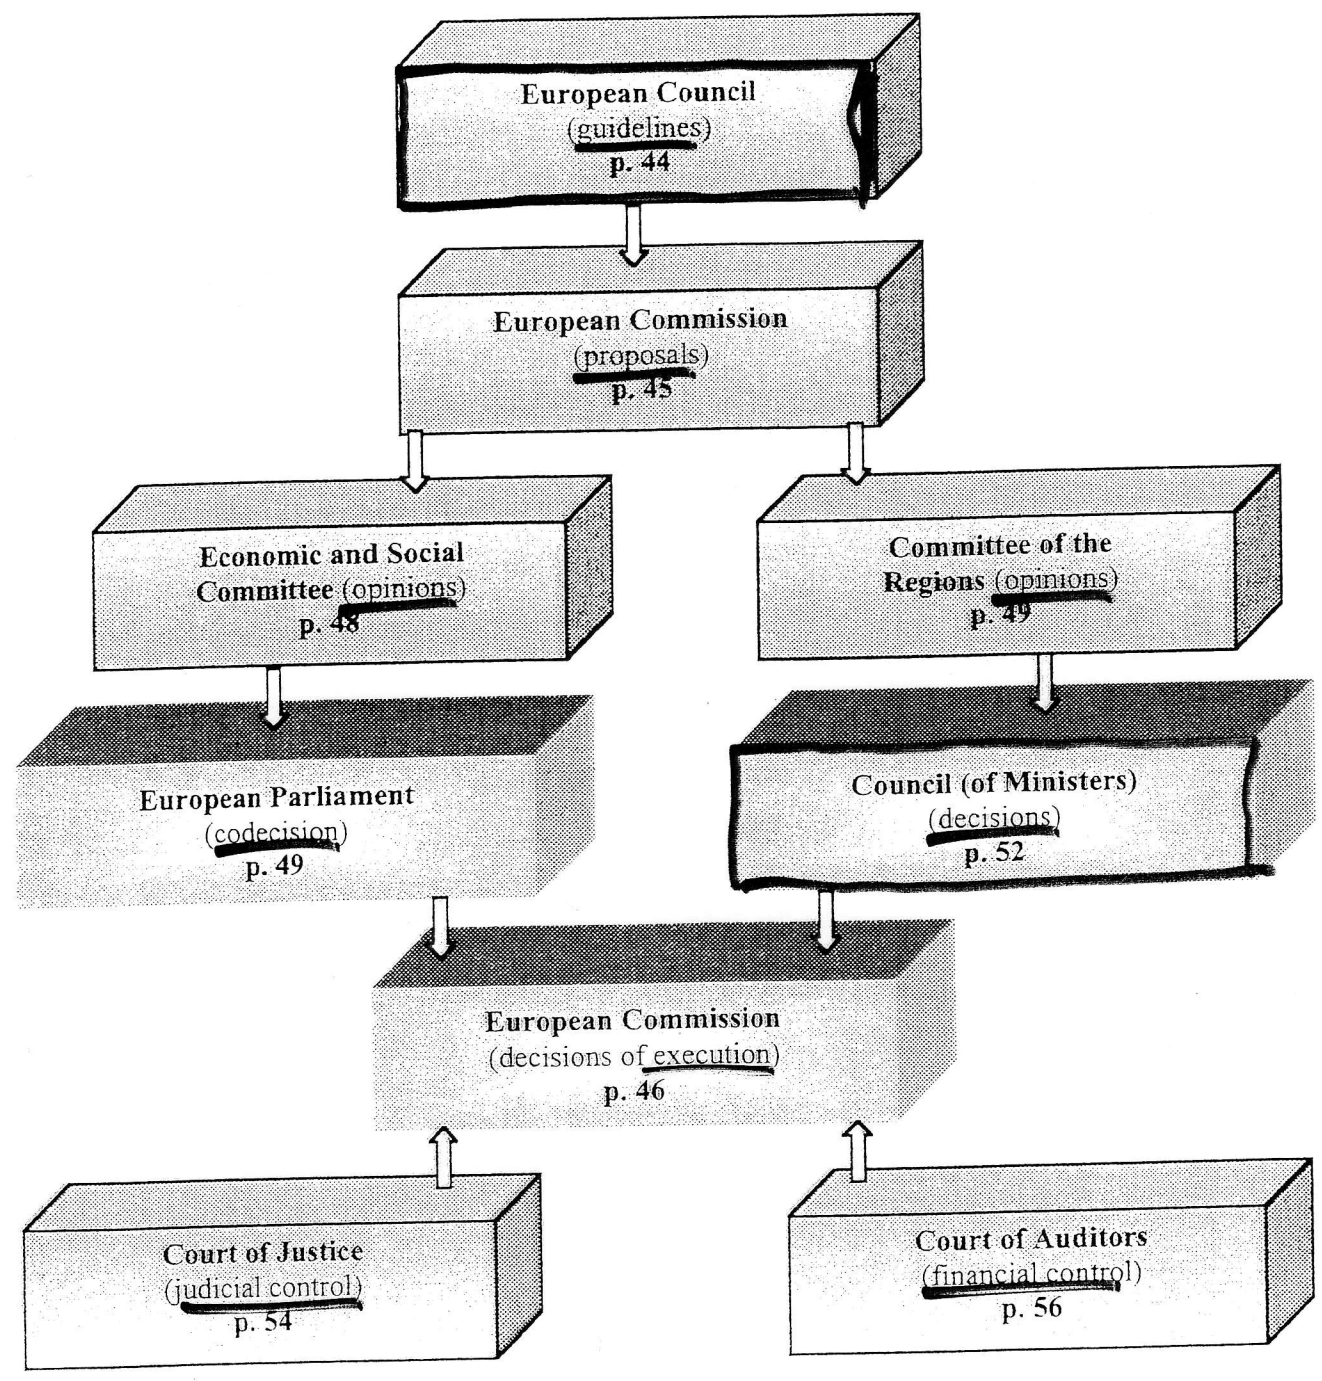 European Council
(guidelines)
p. 44
European Commission
(proposals)
p. 45
Economic and Social
Committee (opinions)
p. 48
Committee of the
Regions (opinions)
p. 49
European Parliament
(codecision)
p. 49
Council (of Ministers)
(decisions)
p. 52
European Commission
(decisions of execution)
p. 46
Court of Justice
(judicial control)
p. 54
Court of Auditors
(financial control)
p. 56